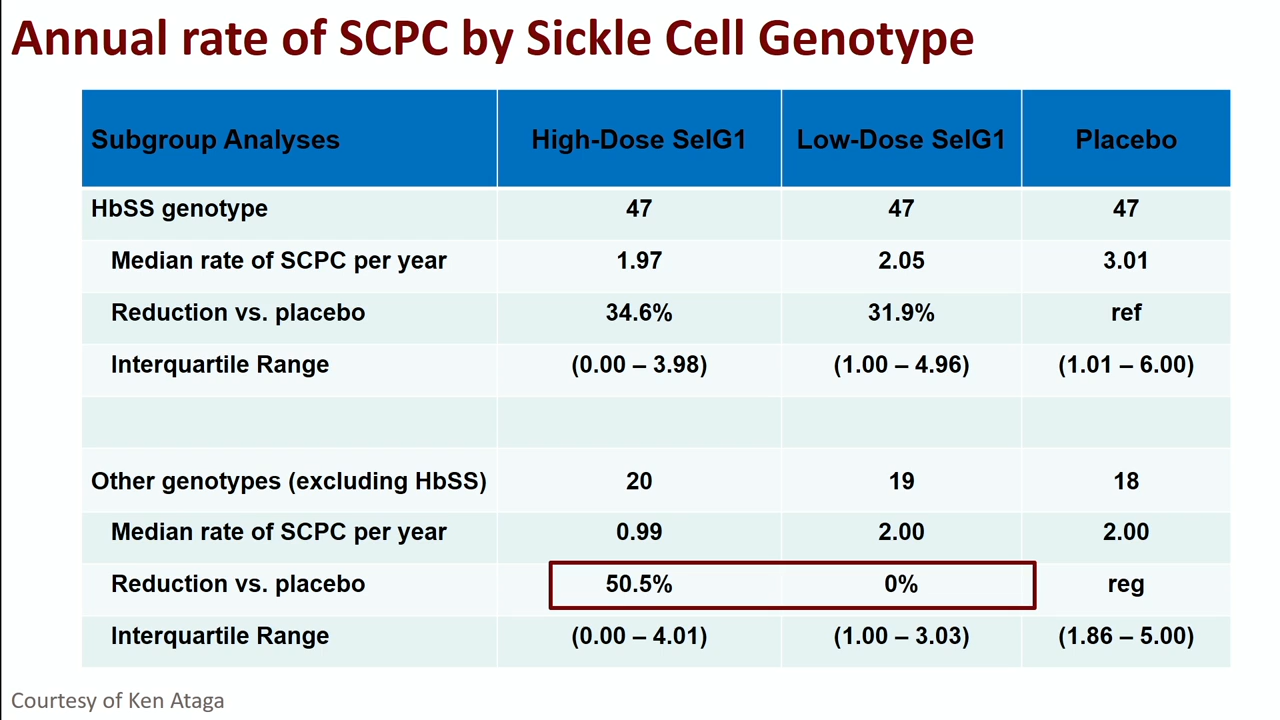 Annual rate of SCPC by Sickle Cell Genotype
Subgroup Analyses High-Dose SelG1 Low-Dose SelG1 Placebo
HbSS genotype 47 47 47
Median rate of SCPC per year 1.97 2.05 3.01
Reduction vs. placebo 34.6% 31.9% ref
Interquartile Range (0.00 – 3.98) (1.00 – 4.96) (1.01 – 6.00)
Other genotypes (excluding HbSS) 20 19 18
Median rate of SCPC per year 0.99 2.00 2.00
Reduction vs. placebo 50.5% 0% reg
Interquartile Range (0.00 – 4.01) (1.00 – 3.03) (1.86 – 5.00)
Courtesy of Ken Ataga